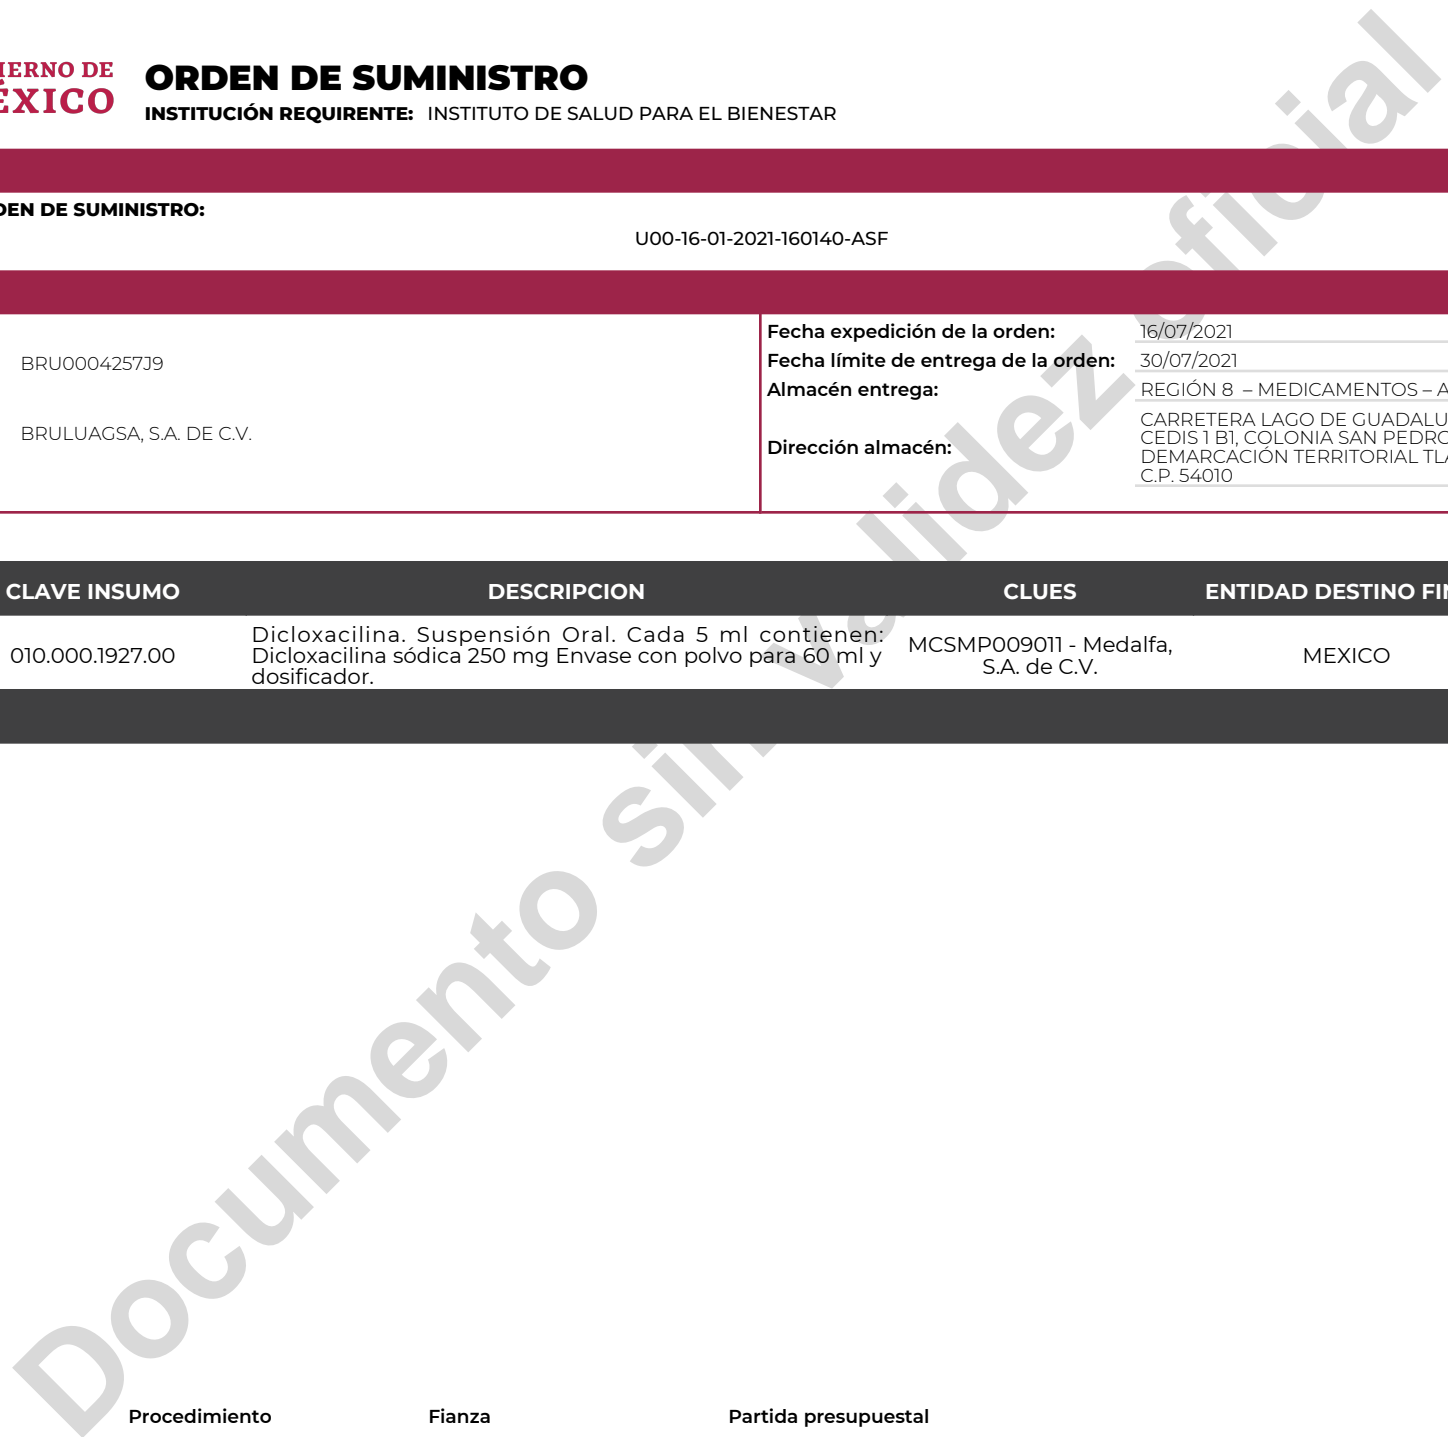 IERNO DE
ÉXICO
ORDEN DE SUMINISTRO
INSTITUCIÓN REQUIRENTE: INSTITUTO DE SALUD PARA EL BIENESTAR
DEN DE SUMINISTRO:
U00-16-01-2021-160140-ASF
BRU0004257J9
BRULUAGSA, S.A. DE C.V.
Fecha expedición de la orden: 16/07/2021
Fecha límite de entrega de la orden: 30/07/2021
Almacén entrega: REGIÓN 8 – MEDICAMENTOS – A
Dirección almacén:
CARRETERA LAGO DE GUADALU
CEDIS 1 B1, COLONIA SAN PEDRO
DEMARCACIÓN TERRITORIAL TLA
C.P. 54010
CLAVE INSUMO DESCRIPCION CLUES ENTIDAD DESTINO FIN
010.000.1927.00
Dicloxacilina. Suspensión Oral. Cada 5 ml contienen:
Dicloxacilina sódica 250 mg Envase con polvo para 60 ml y
dosificador.
MCSMP009011 - Medalfa,
S.A. de C.V.
MEXICO
Documento sin validez oficial
Procedimiento Fianza Partida presupuestal